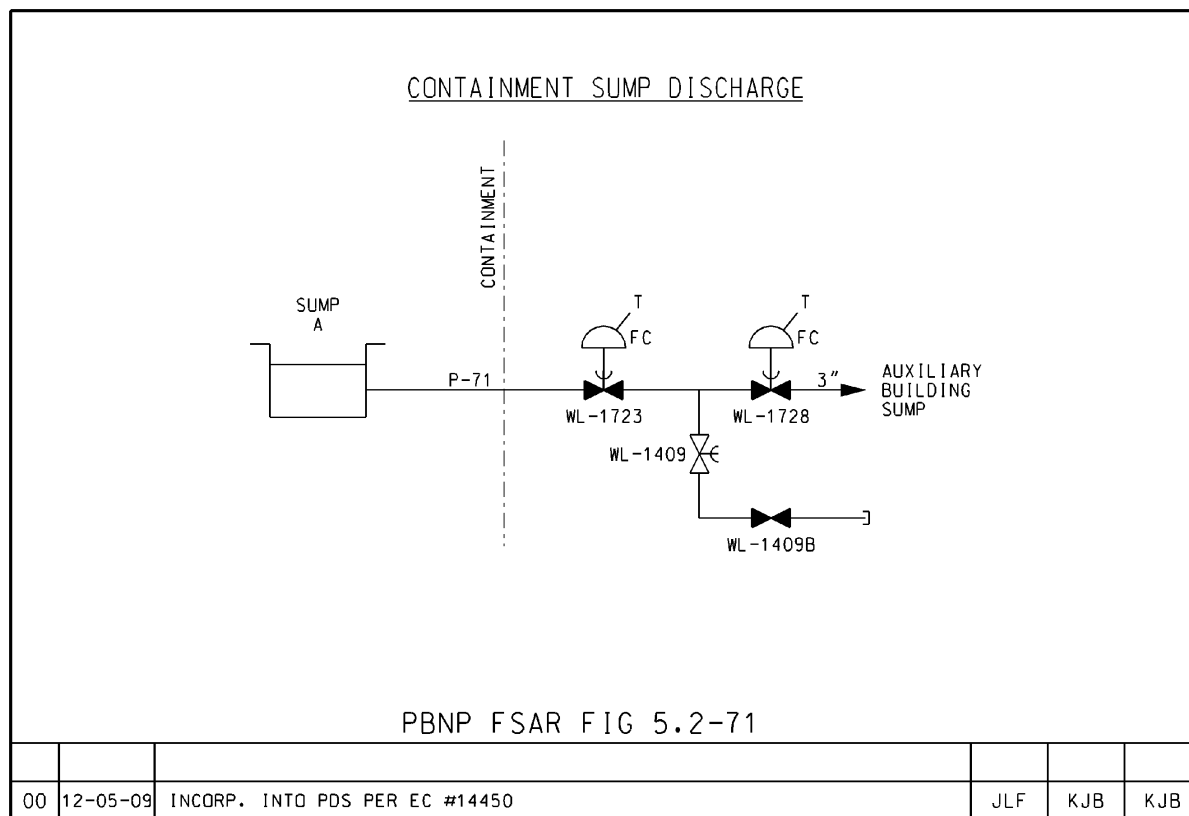 CONTAINMENT SUMP DISCHARGE
CONTAINMENT
SUMP
A
T
FC
T
FC
P-71
3"
AUXILIARY
BUILDING
SUMP
WL-1723
WL-1728
WL-1409
WL-1409B
PBNP FSAR FIG 5.2-71
00 12-05-09 INCORP. INTO PDS PER EC #14450 JLF KJB KJB